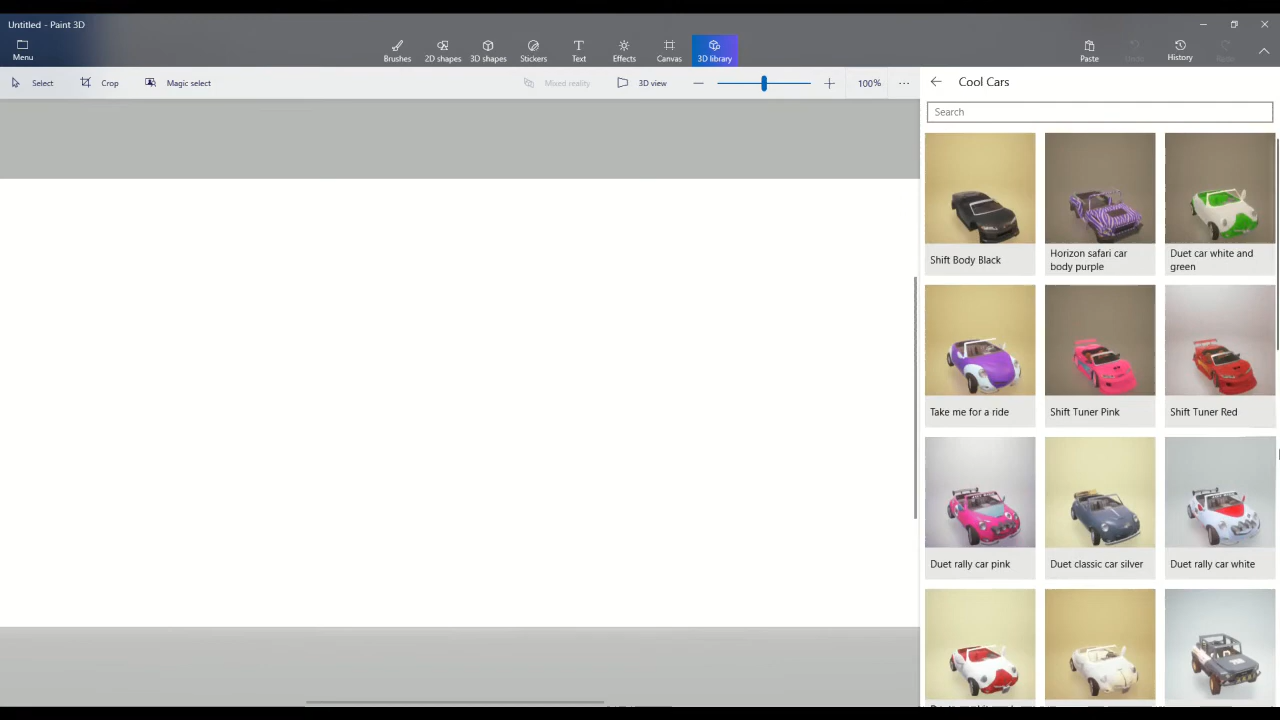 Untitled - Paint 3D
Menu
Brushes
2D shapes
3D shapes
Stickers
Text
Effects
Canvas
3D library
Paste
Undo
History
Redo
Select
Crop
Magic select
Mixed reality
3D view
100%
Cool Cars
Search
Shift Body Black
Horizon safari car
body purple
Duet car white and
green
Take me for a ride
Shift Tuner Pink
Shift Tuner Red
Duet rally car pink
Duet classic car silver
Duet rally car white